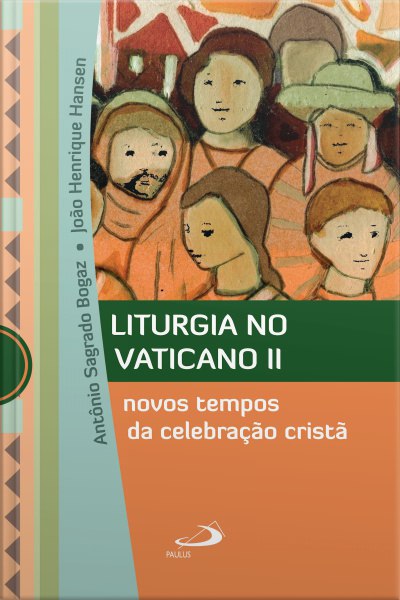 Antônio Sagrado Bogaz • João Henrique Hansen
LITURGIA NO
VATICANO II
novos tempos
da celebração cristã
PAULUS